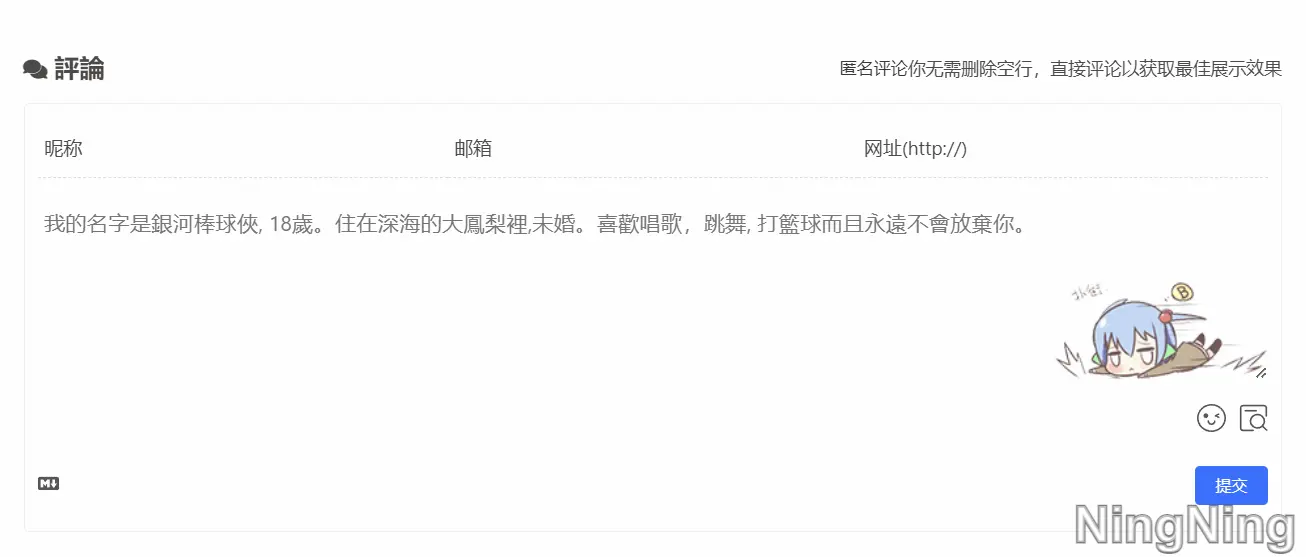 評論
匿名评论你无需删除空行，直接评论以获取最佳展示效果
昵称 邮箱 网址(http://)
我的名字是銀河棒球俠, 18歲。住在深海的大鳳梨裡,未婚。喜歡唱歌，跳舞, 打籃球而且永遠不會放棄你。
B
M↓
提交
NingNing